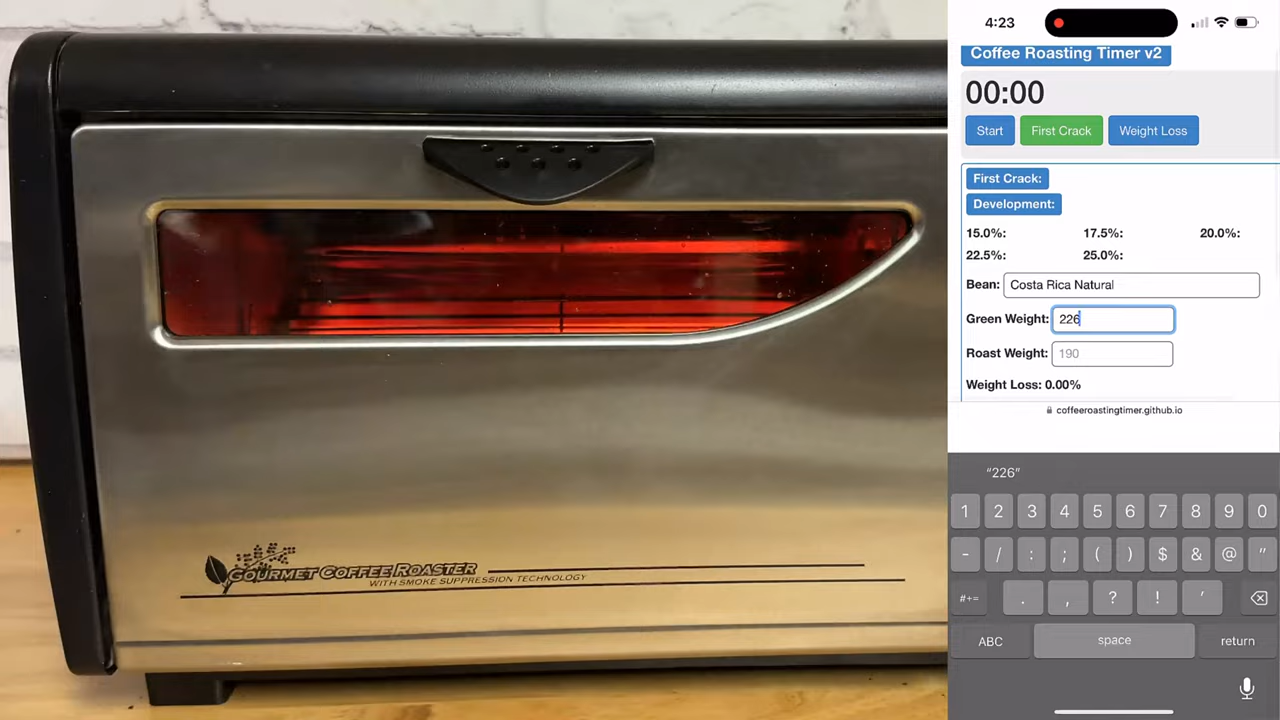 GOURMET COFFEE ROASTER
WITH SMOKE SUPPRESSION TECHNOLOGY
4:23
Coffee Roasting Timer v2
00:00
Start First Crack Weight Loss
First Crack:
Development:
15.0%: 17.5%: 20.0%:
22.5%: 25.0%:
Bean: Costa Rica Natural
Green Weight: 226
Roast Weight: 190
Weight Loss: 0.00%
coffeeroastingtimer.github.io
“226”
1 2 3 4 5 6 7 8 9 0
- / : ; ( ) $ & @ "
#+= . , ? ! '
ABC space return